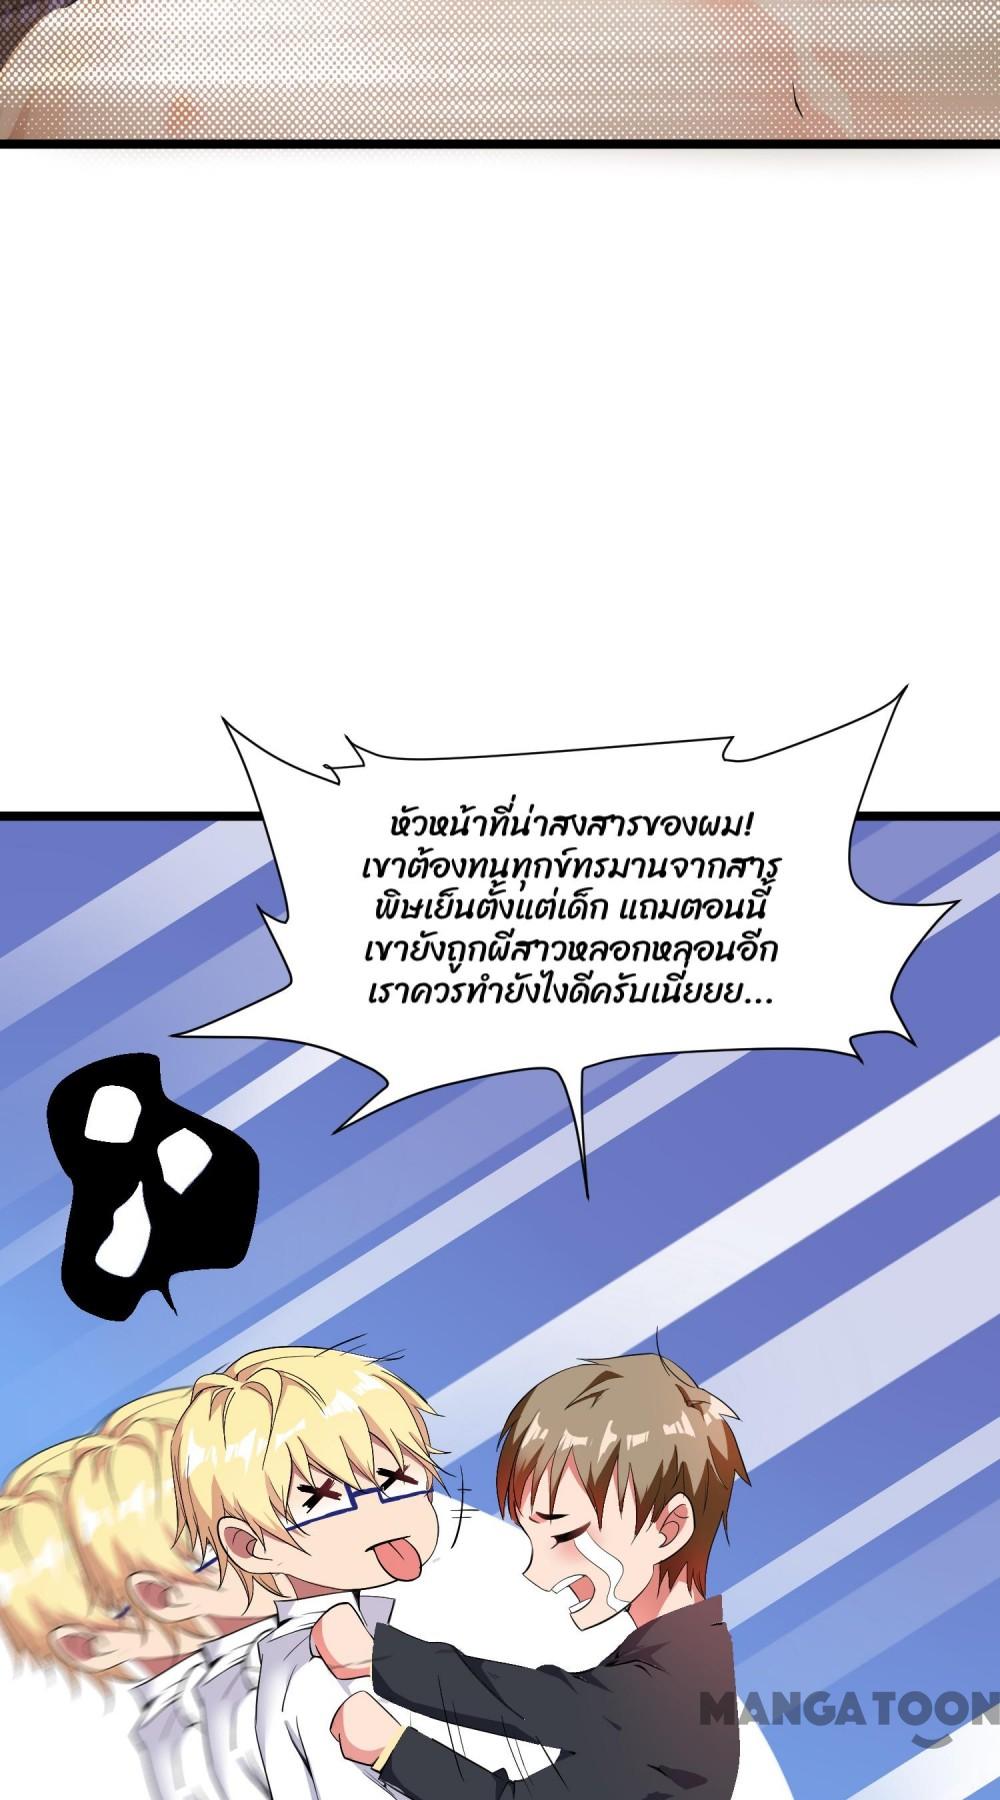 หัวหน้าที่น่าสงสารของผม!
เขาต้องทนทุกข์ทรมานจากสาร
พิษเย็นตั้งแต่เด็ก แถมตอนนี้
เขายังถูกผีสาวหลอกหลอนอีก
เราควรทำยังไงดีครับเนี่ยยย...
MANGATOON